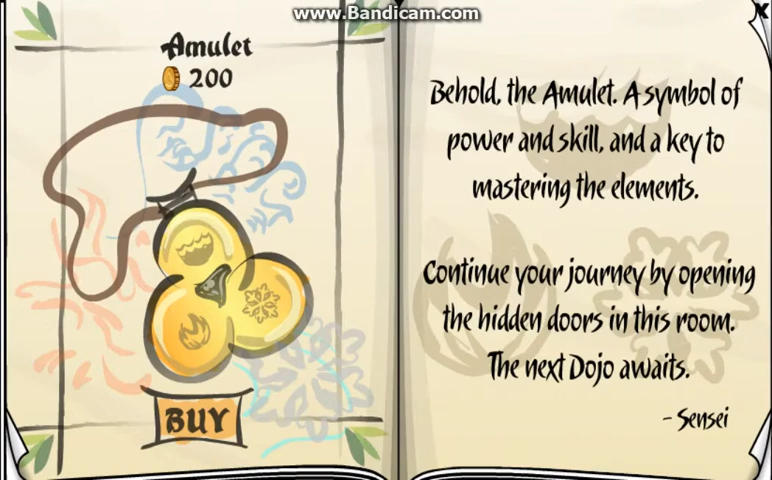 www.Bandicam.com
Amulet
200
BUY
Behold, the Amulet. A symbol of
power and skill, and a key to
mastering the elements.
Continue your journey by opening
the hidden doors in this room.
The next Dojo awaits.
- Sensei